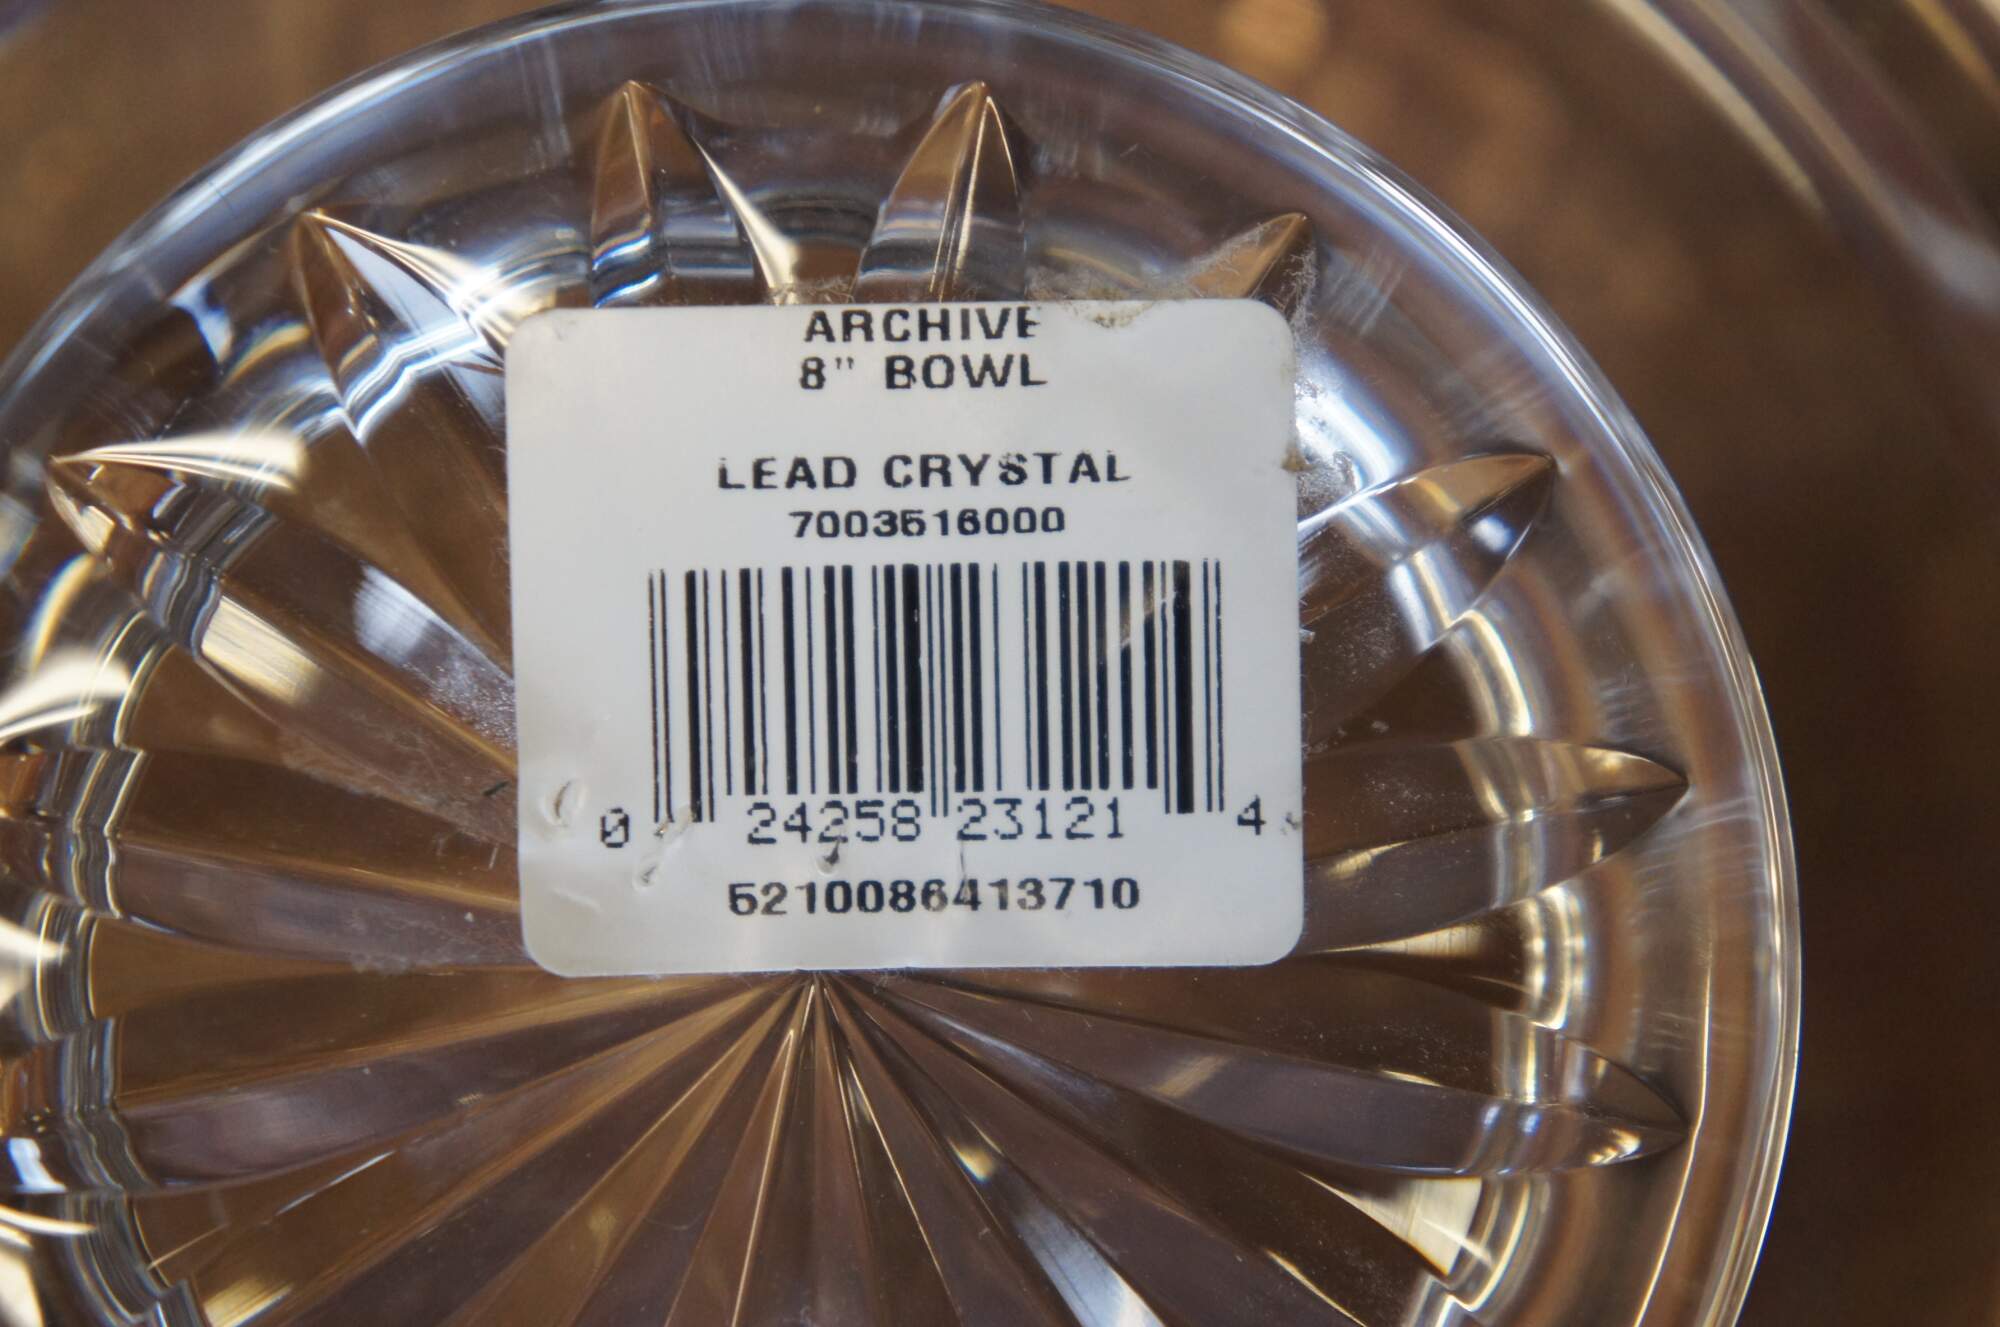 ARCHIVE
8" BOWL
LEAD CRYSTAL
7003516000
0 24258 23121 4
5210086413710